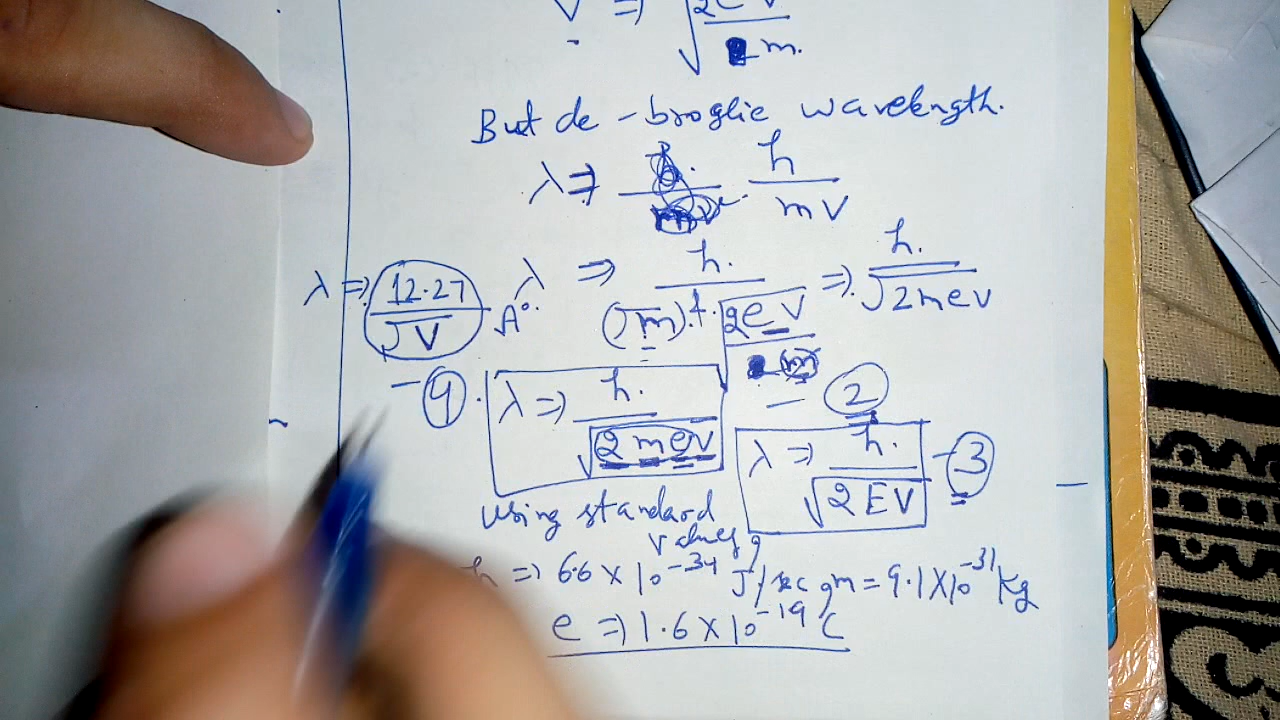 V ⇒ √2eV/m.
But de - broglie wavelength.
λ ⇒ h/mV
λ ⇒ 12.27/√V A°.
λ ⇒ h./(√m).√2eV/m ⇒ h./√2mev
- 4. λ ⇒ h./√2mev - 2
λ ⇒ h./√2EV - 3
Using standard
values,
h ⇒ 6.6 × 10⁻³⁴ J/sec, m = 9.1 × 10⁻³¹ Kg
e ⇒ 1.6 × 10⁻¹⁹ C